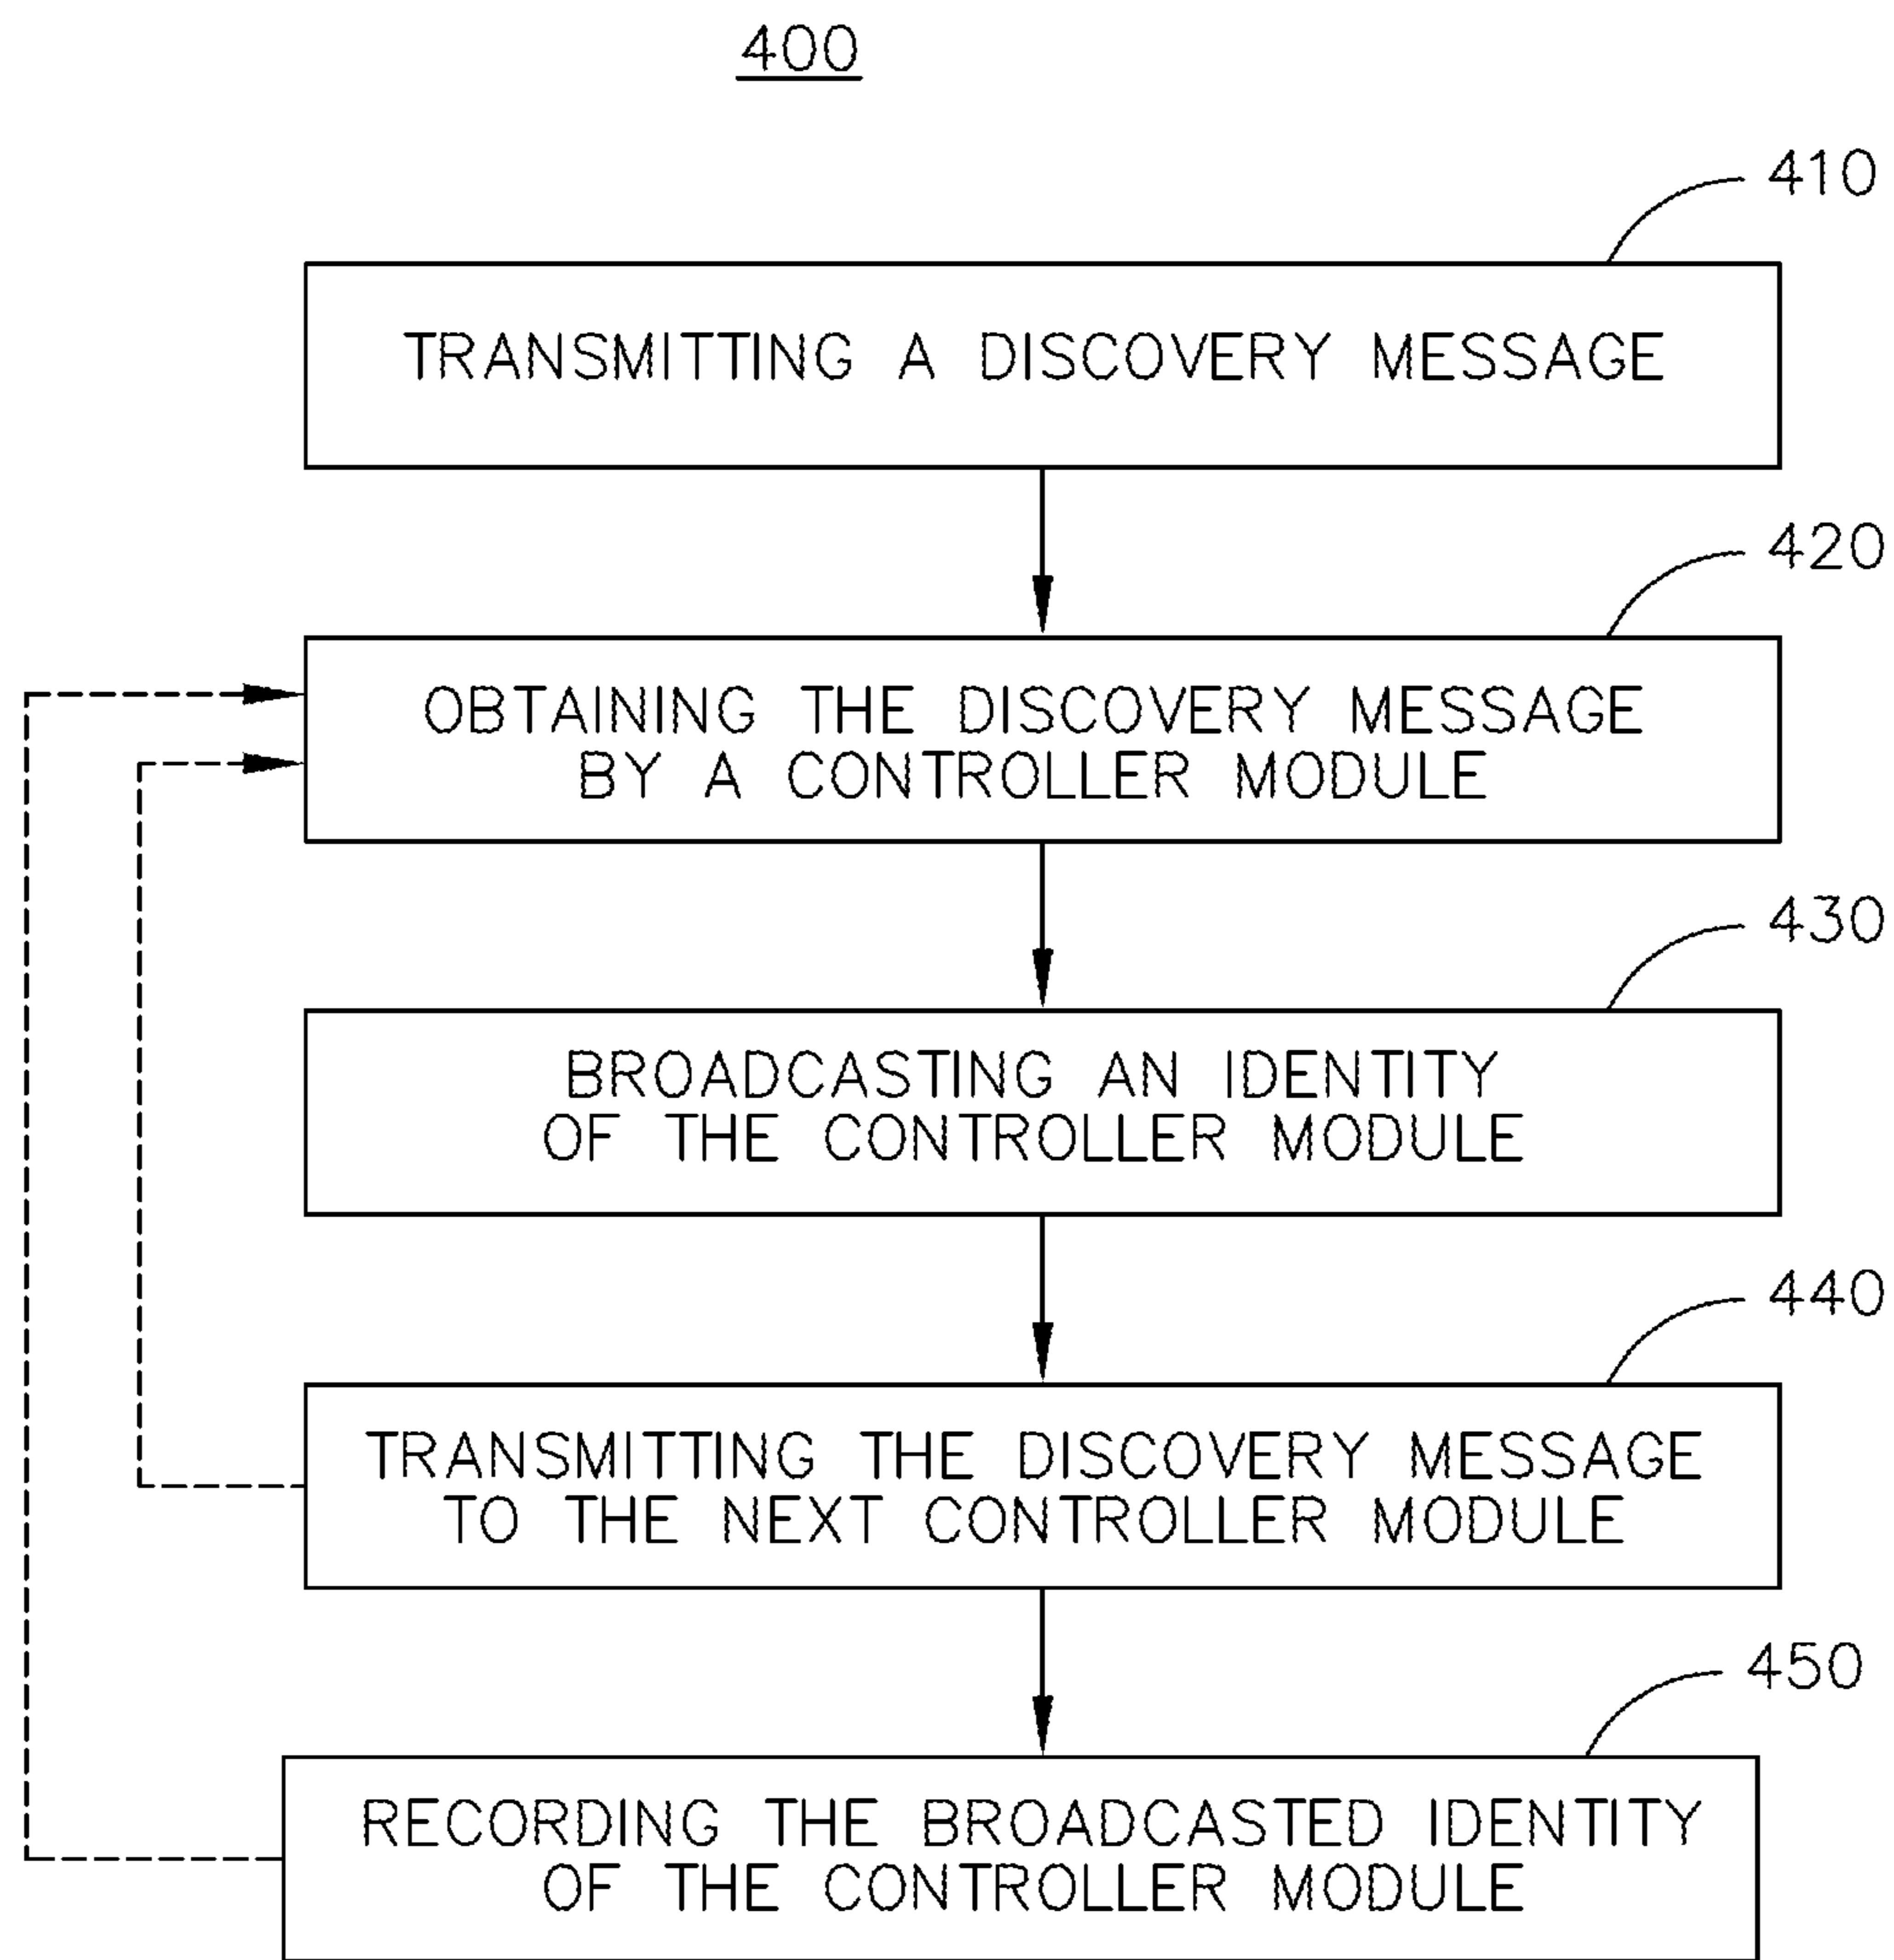 400
410
TRANSMITTING A DISCOVERY MESSAGE
420
OBTAINING THE DISCOVERY MESSAGE
BY A CONTROLLER MODULE
430
BROADCASTING AN IDENTITY
OF THE CONTROLLER MODULE
440
TRANSMITTING THE DISCOVERY MESSAGE
TO THE NEXT CONTROLLER MODULE
450
RECORDING THE BROADCASTED IDENTITY
OF THE CONTROLLER MODULE